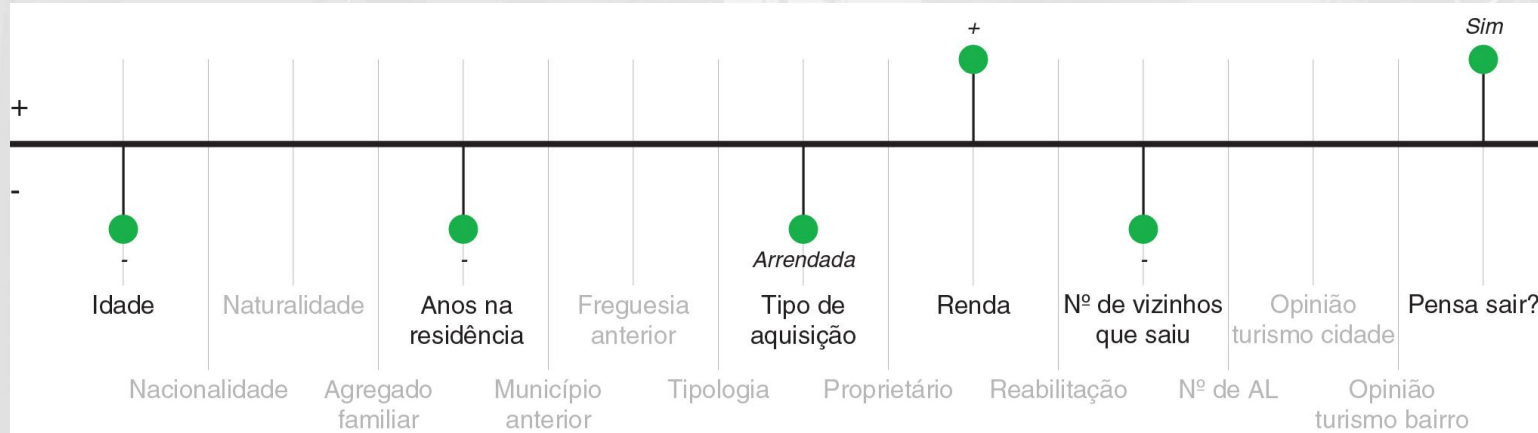 +
Sim
+
-
-
-
Arrendada
-
Idade
Naturalidade
Anos na
residência
Freguesia
anterior
Tipo de
aquisição
Renda
Nº de vizinhos
que saiu
Opinião
turismo cidade
Pensa sair?
Nacionalidade
Agregado
familiar
Município
anterior
Tipologia
Proprietário
Reabilitação
Nº de AL
Opinião
turismo bairro